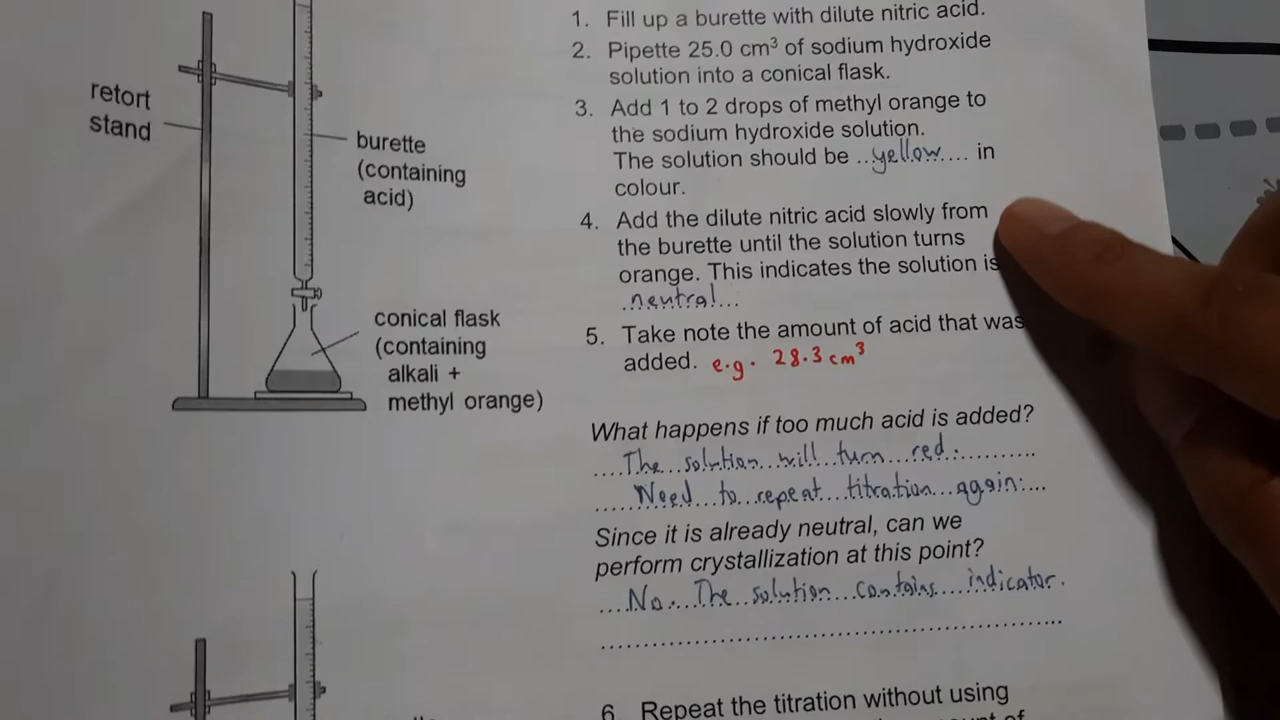 retort
stand
burette
(containing
acid)
conical flask
(containing
alkali +
methyl orange)
1. Fill up a burette with dilute nitric acid.
2. Pipette 25.0 cm³ of sodium hydroxide
solution into a conical flask.
3. Add 1 to 2 drops of methyl orange to
the sodium hydroxide solution.
The solution should be ..yellow.... in
colour.
4. Add the dilute nitric acid slowly from
the burette until the solution turns
orange. This indicates the solution is
..neutral...
5. Take note the amount of acid that was
added. e.g. 28.3 cm³
What happens if too much acid is added?
....The...solution...will...turn...red...........
......Need...to...repeat...titration...again:...
Since it is already neutral, can we
perform crystallization at this point?
....No....The...solution...contains....indicator.
6. Repeat the titration without using